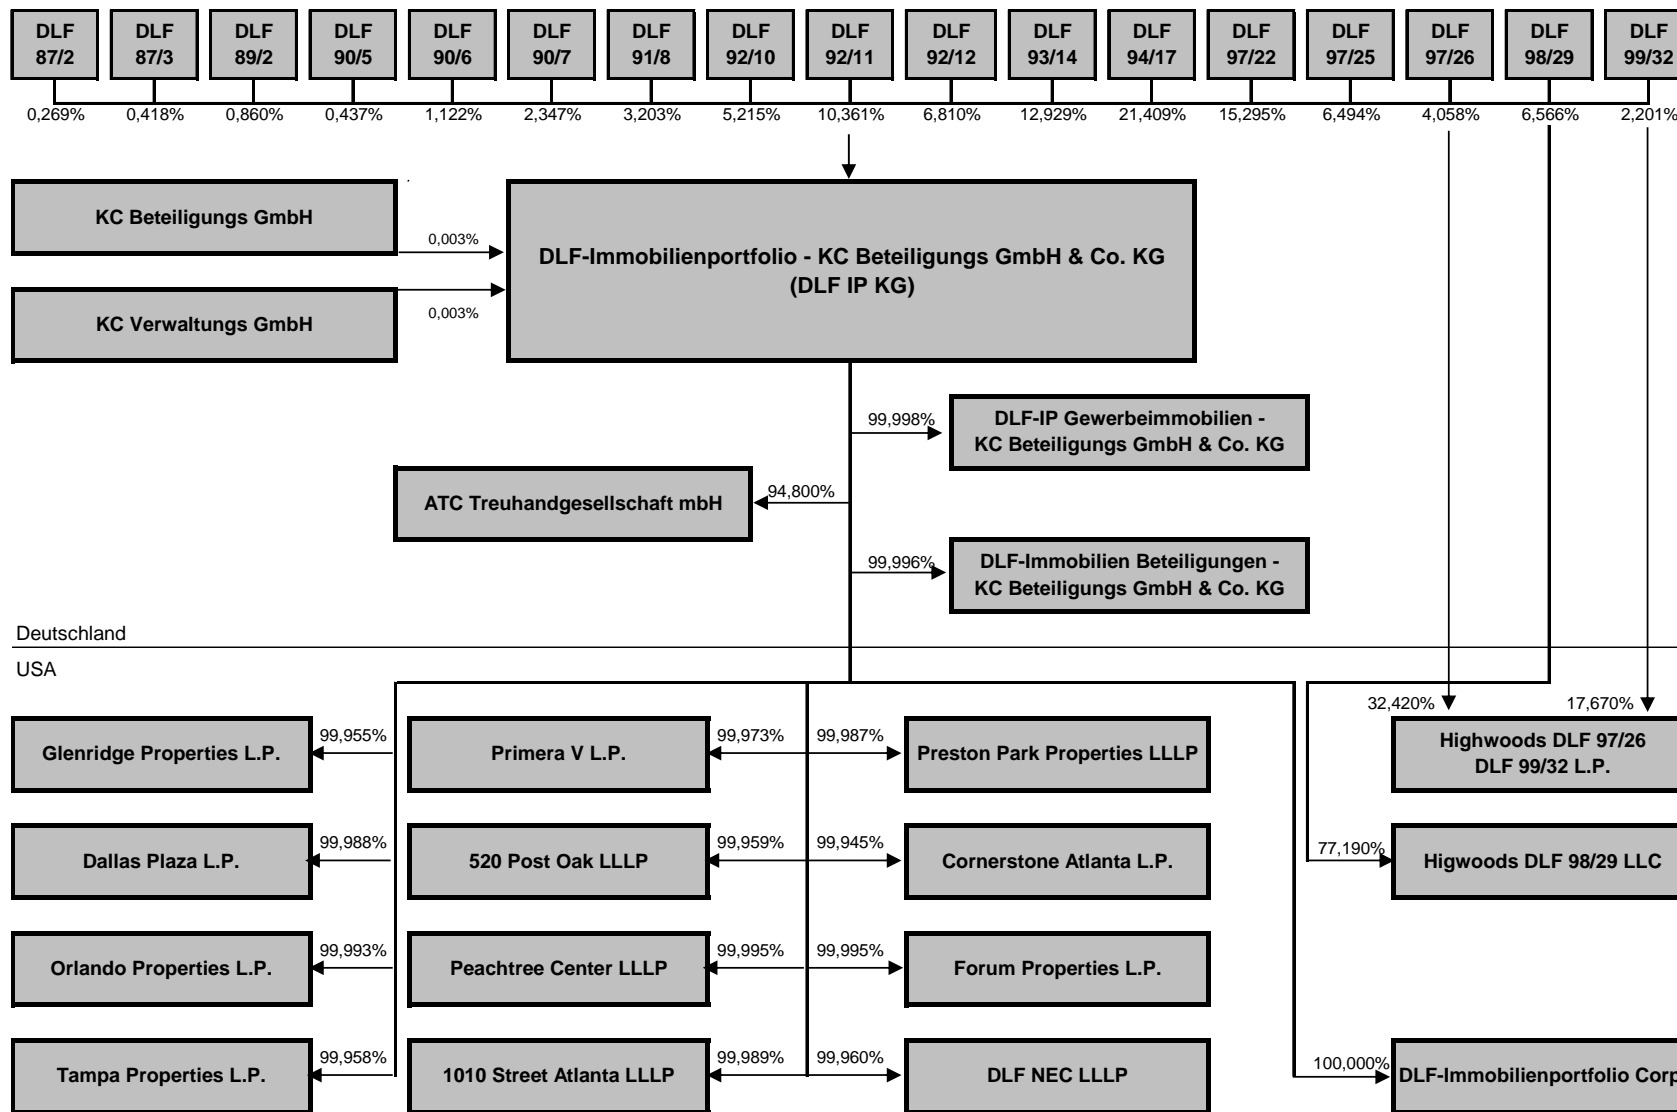 DLF 87/2
DLF 87/3
DLF 89/2
DLF 90/5
DLF 90/6
DLF 90/7
DLF 91/8
DLF 92/10
DLF 92/11
DLF 92/12
DLF 93/14
DLF 94/17
DLF 97/22
DLF 97/25
DLF 97/26
DLF 98/29
DLF 99/32
0,269%
0,418%
0,860%
0,437%
1,122%
2,347%
3,203%
5,215%
10,361%
6,810%
12,929%
21,409%
15,295%
6,494%
4,058%
6,566%
2,201%
KC Beteiligungs GmbH
0,003%
KC Verwaltungs GmbH
0,003%
DLF-Immobilienportfolio - KC Beteiligungs GmbH & Co. KG
(DLF IP KG)
99,998%
DLF-IP Gewerbeimmobilien -
KC Beteiligungs GmbH & Co. KG
ATC Treuhandgesellschaft mbH
94,800%
99,996%
DLF-Immobilien Beteiligungen -
KC Beteiligungs GmbH & Co. KG
Deutschland
USA
32,420%
17,670%
Glenridge Properties L.P.
99,955%
Primera V L.P.
99,973%
99,987%
Preston Park Properties LLLP
Highwoods DLF 97/26
DLF 99/32 L.P.
Dallas Plaza L.P.
99,988%
520 Post Oak LLLP
99,959%
99,945%
Cornerstone Atlanta L.P.
77,190%
Higwoods DLF 98/29 LLC
Orlando Properties L.P.
99,993%
Peachtree Center LLLP
99,995%
99,995%
Forum Properties L.P.
Tampa Properties L.P.
99,958%
1010 Street Atlanta LLLP
99,989%
99,960%
DLF NEC LLLP
100,000%
DLF-Immobilienportfolio Corp